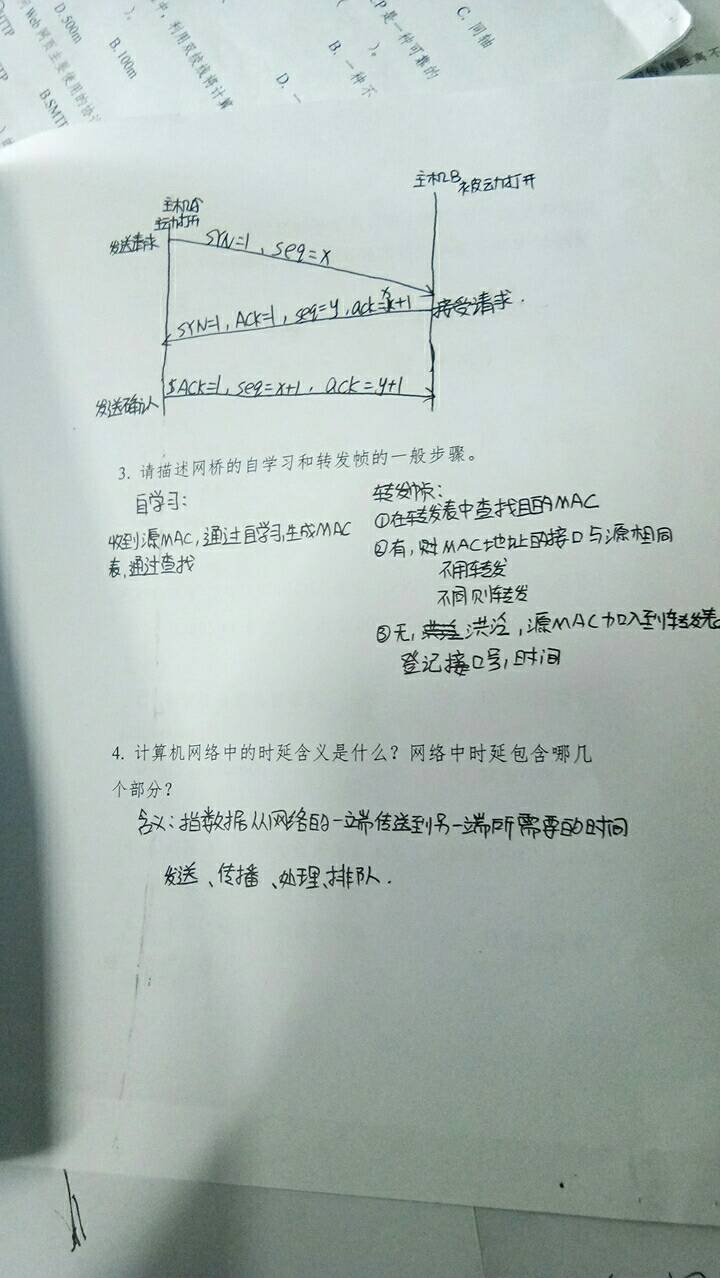 C. 同轴
P 是一种可靠的
)。
B. 一种不
D. 一
中，利用双绞线将计算
)。
B. 100m
D. 500m
Web 网页主要使用的协
B.SMTP
主机A
主动打开
主机B 被动打开
发送请求
SYN=1, seq=x
SYN=1, ACK=1, seq=y, ack=x+1
接受请求.
ACK=1, seq=x+1, ack=y+1
发送确认
3. 请描述网桥的自学习和转发帧的一般步骤。
自学习:
收到源MAC, 通过自学习生成MAC
表, 通过查找
转发帧:
①在转发表中查找目的MAC
②有, 则MAC地址的接口与源相同
不用转发
不同则转发
③无, 洪泛, 源MAC加入到转发表
登记接口号, 时间
4. 计算机网络中的时延含义是什么？网络中时延包含哪几
个部分？
含义: 指数据从网络的一端传送到另一端所需要的时间
发送、传播、处理、排队.